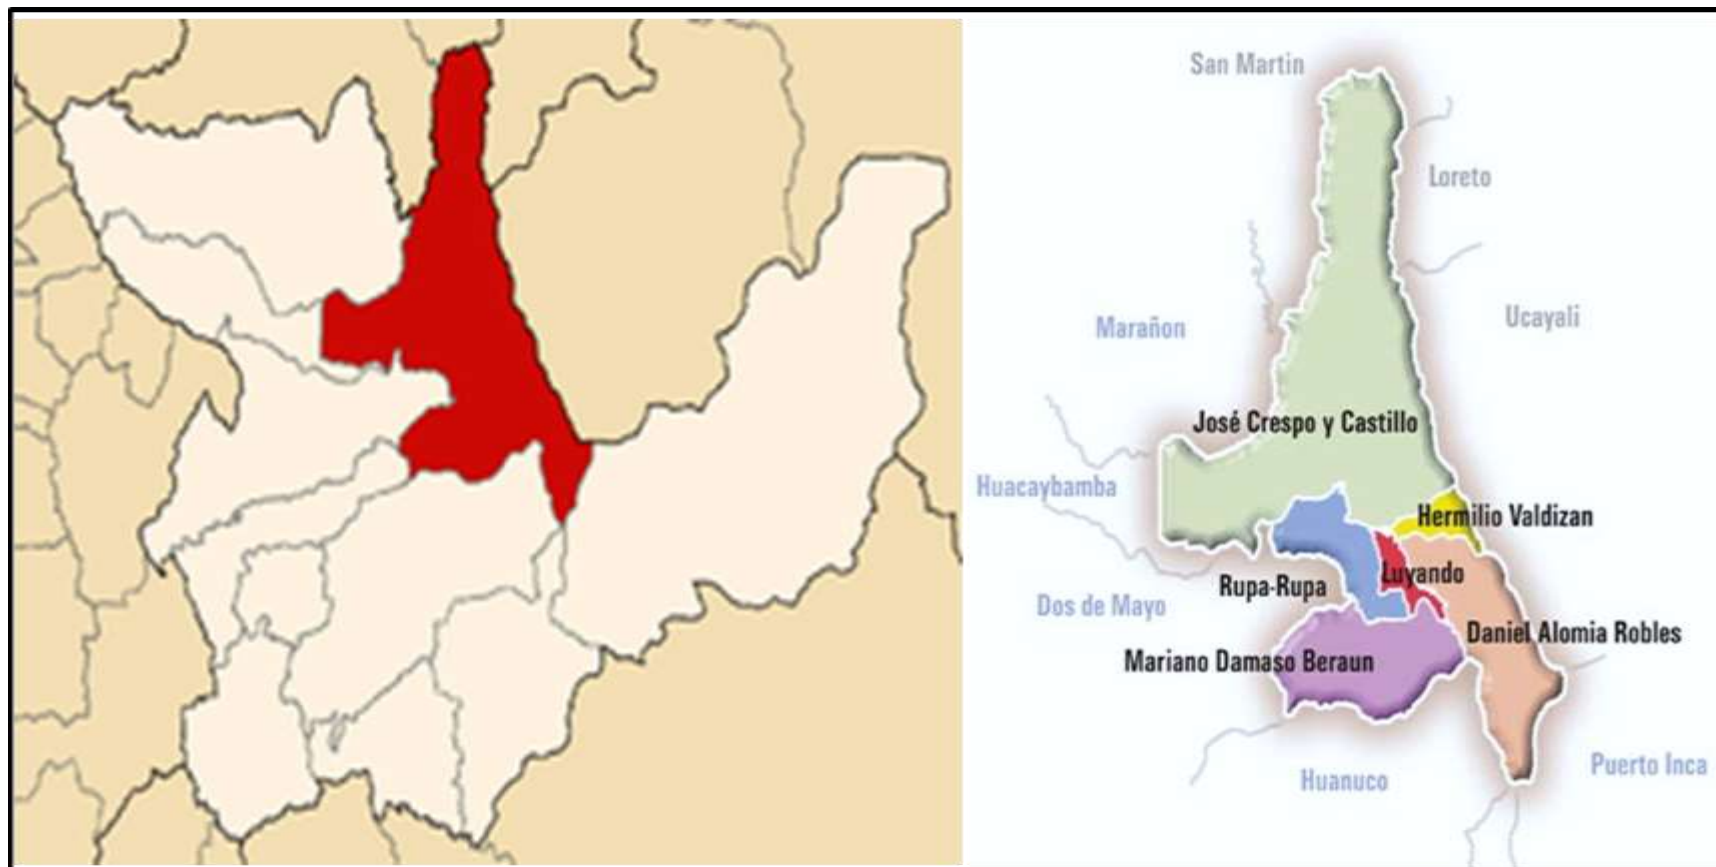 San Martin
Loreto
Ucayali
Marañon
José Crespo y Castillo
Huacaybamba
Hermilio Valdizan
Luyando
Rupa-Rupa
Dos de Mayo
Daniel Alomia Robles
Mariano Damaso Beraun
Puerto Inca
Huanuco